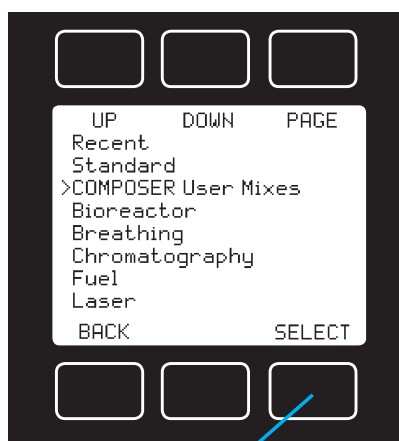 UP DOWN PAGE
Recent
Standard
>COMPOSER User Mixes
Bioreactor
Breathing
Chromatography
Fuel
Laser
BACK SELECT